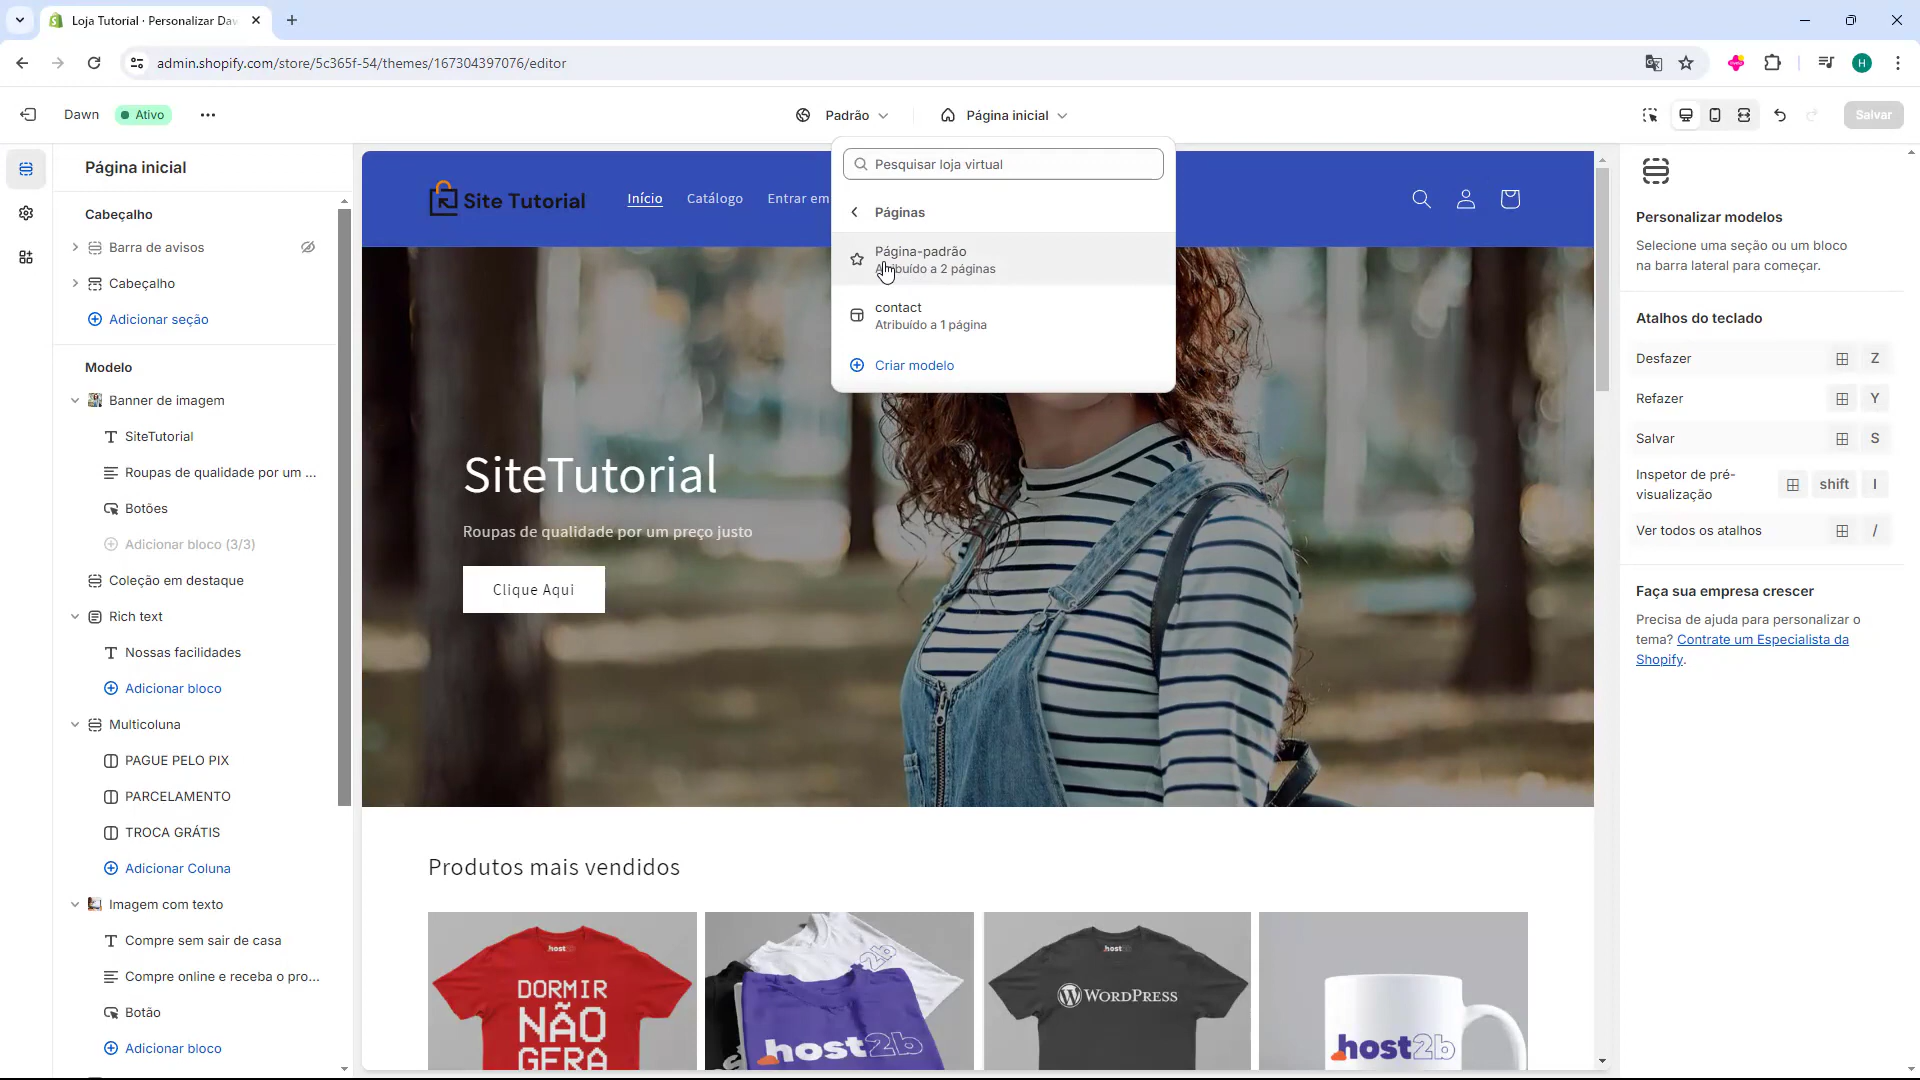 Loja Tutorial · Personalizar Daw
admin.shopify.com/store/5c365f-54/themes/167304397076/editor
H
Dawn
Ativo
Padrão
Página inicial
Salvar
Página inicial
Cabeçalho
Barra de avisos
Cabeçalho
Adicionar seção
Modelo
Banner de imagem
SiteTutorial
Roupas de qualidade por um ...
Botões
Adicionar bloco (3/3)
Coleção em destaque
Rich text
Nossas facilidades
Adicionar bloco
Multicoluna
PAGUE PELO PIX
PARCELAMENTO
TROCA GRÁTIS
Adicionar Coluna
Imagem com texto
Compre sem sair de casa
Compre online e receba o pro...
Botão
Adicionar bloco
Site Tutorial
Início
Catálogo
Entrar em
Pesquisar loja virtual
Páginas
Página-padrão
Atribuído a 2 páginas
contact
Atribuído a 1 página
Criar modelo
SiteTutorial
Roupas de qualidade por um preço justo
Clique Aqui
Produtos mais vendidos
host
DORMIR
NÃO
GERA
2b
host2b
host
WORDPRESS
host2b
Personalizar modelos
Selecione uma seção ou um bloco
na barra lateral para começar.
Atalhos do teclado
Desfazer Z
Refazer Y
Salvar S
Inspetor de pré-
visualização shift I
Ver todos os atalhos /
Faça sua empresa crescer
Precisa de ajuda para personalizar o
tema? Contrate um Especialista da
Shopify.